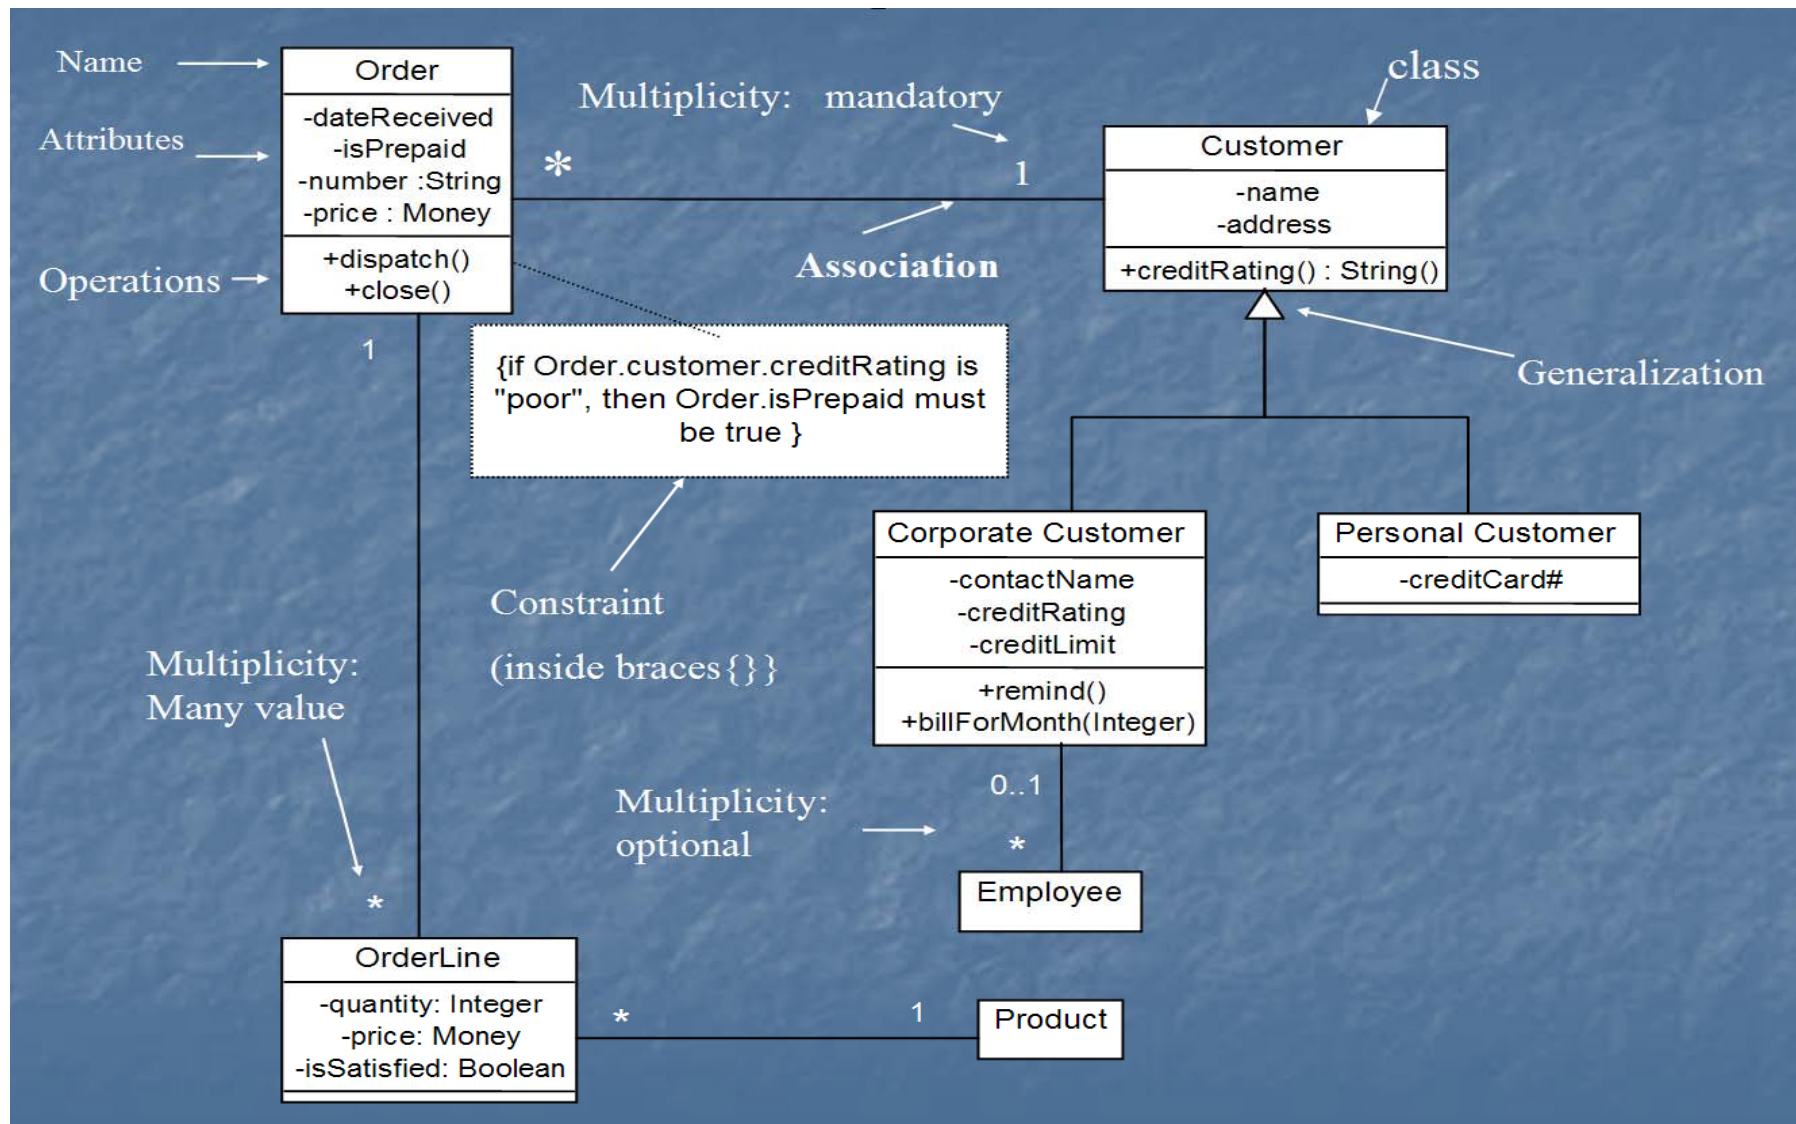 Name
Order
Attributes
-dateReceived
-isPrepaid
-number :String
-price : Money
Operations
+dispatch()
+close()
Multiplicity: mandatory
*
1
Association
class
Customer
-name
-address
+creditRating() : String()
Generalization
1
{if Order.customer.creditRating is
"poor", then Order.isPrepaid must
be true }
Constraint
(inside braces{}}
Corporate Customer
-contactName
-creditRating
-creditLimit
+remind()
+billForMonth(Integer)
Personal Customer
-creditCard#
Multiplicity:
Many value
*
Multiplicity:
optional
0..1
*
Employee
OrderLine
-quantity: Integer
-price: Money
-isSatisfied: Boolean
*
1
Product